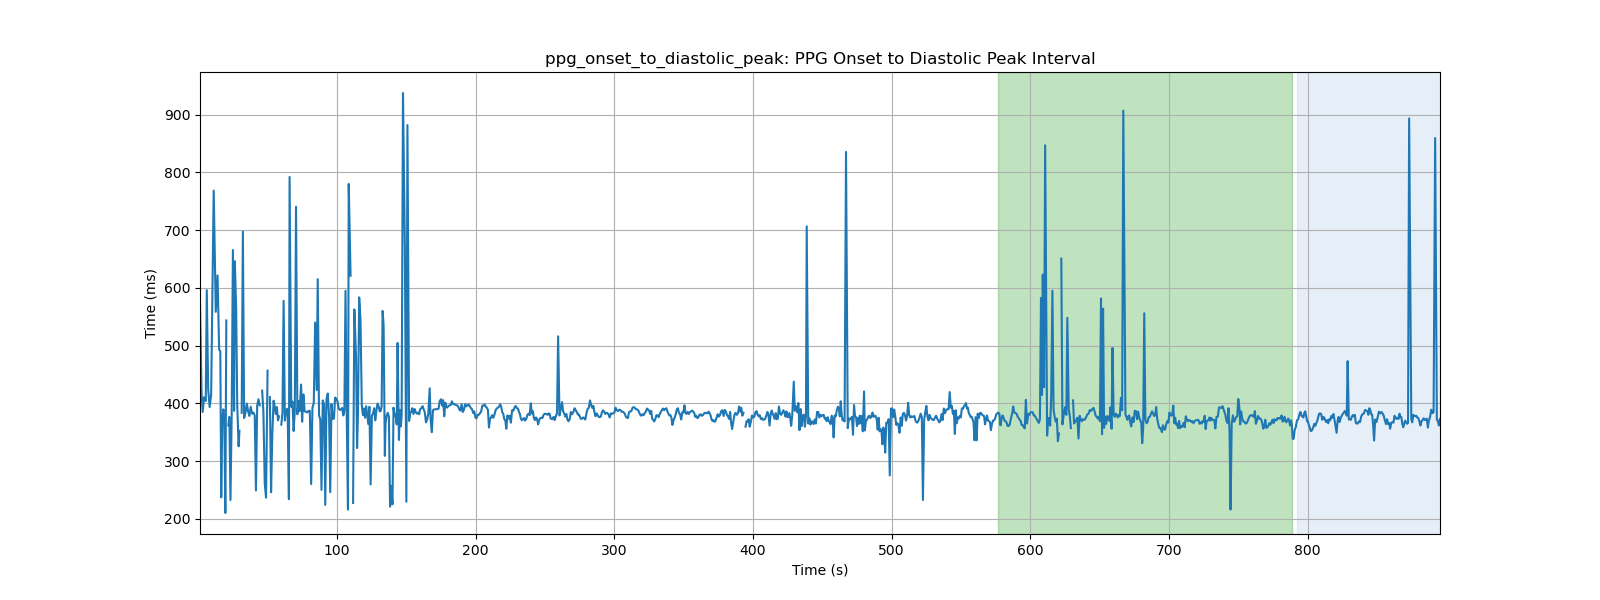 ppg_onset_to_diastolic_peak: PPG Onset to Diastolic Peak Interval
Time (ms)
900
800
700
600
500
400
300
200
100 200 300 400 500 600 700 800
Time (s)